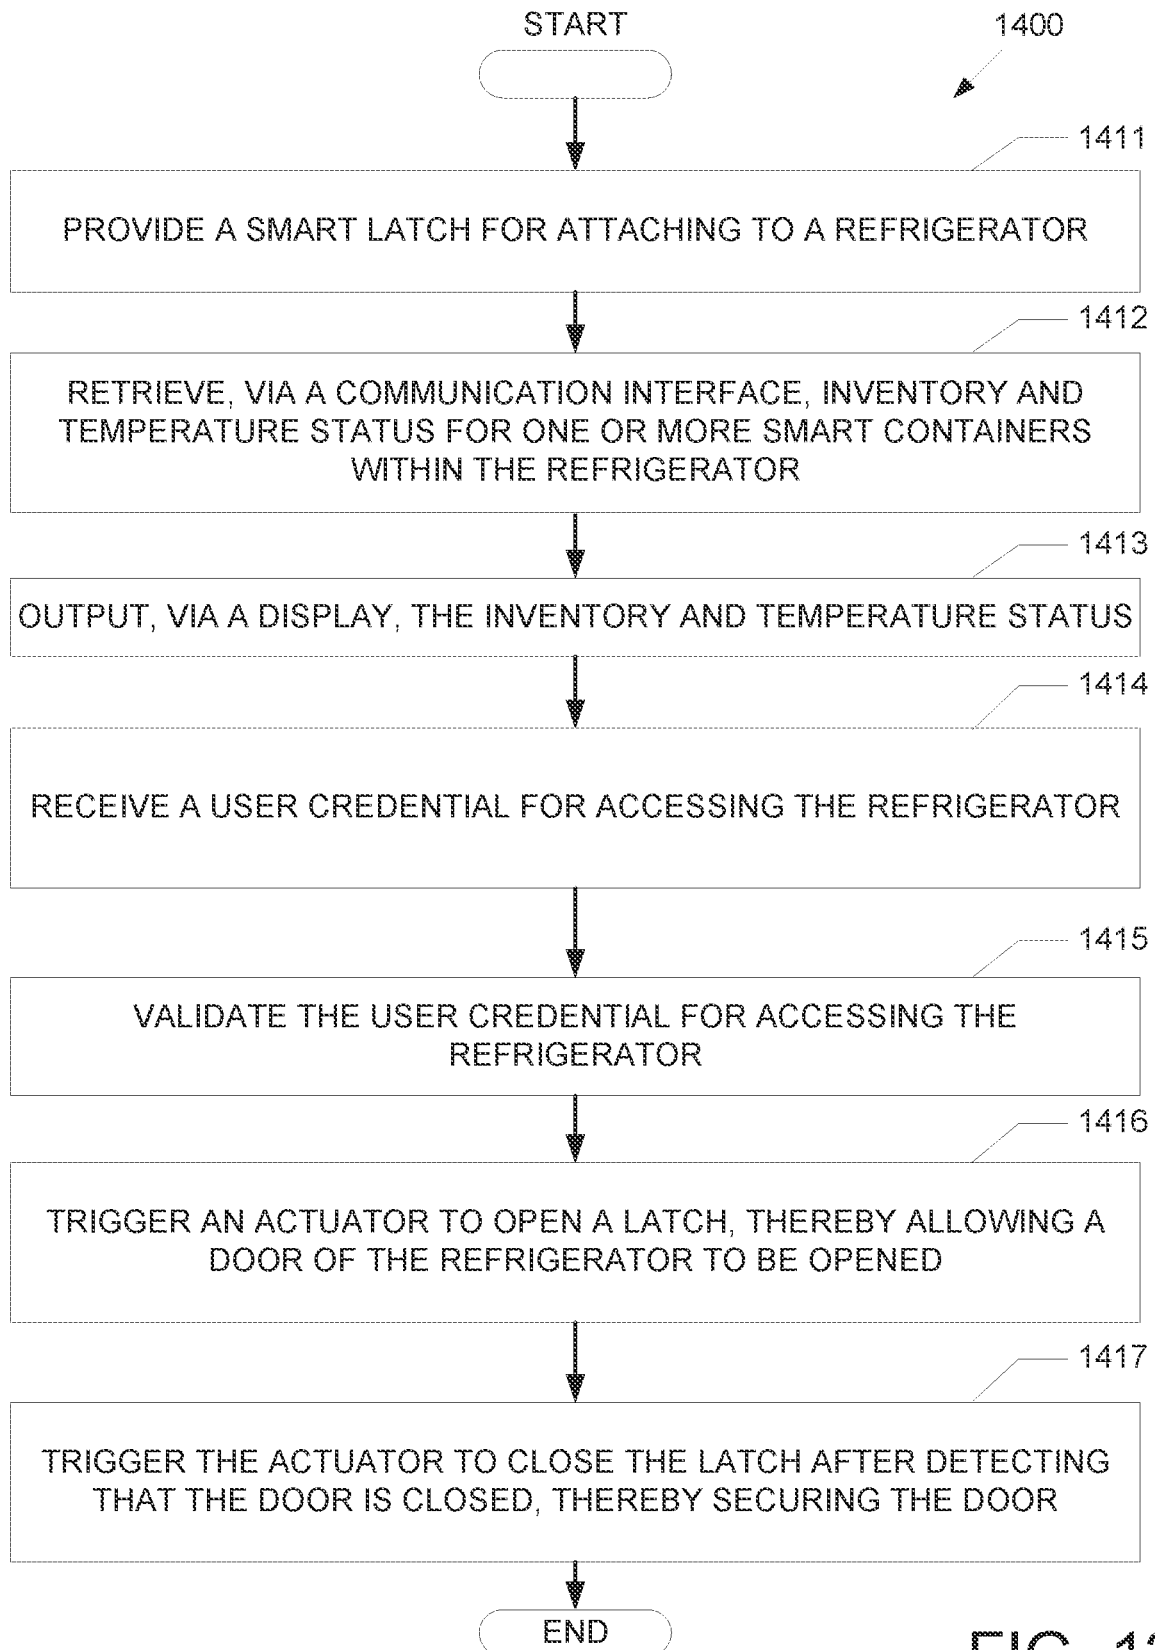 START
1400
1411
PROVIDE A SMART LATCH FOR ATTACHING TO A REFRIGERATOR
1412
RETRIEVE, VIA A COMMUNICATION INTERFACE, INVENTORY AND
TEMPERATURE STATUS FOR ONE OR MORE SMART CONTAINERS
WITHIN THE REFRIGERATOR
1413
OUTPUT, VIA A DISPLAY, THE INVENTORY AND TEMPERATURE STATUS
1414
RECEIVE A USER CREDENTIAL FOR ACCESSING THE REFRIGERATOR
1415
VALIDATE THE USER CREDENTIAL FOR ACCESSING THE
REFRIGERATOR
1416
TRIGGER AN ACTUATOR TO OPEN A LATCH, THEREBY ALLOWING A
DOOR OF THE REFRIGERATOR TO BE OPENED
1417
TRIGGER THE ACTUATOR TO CLOSE THE LATCH AFTER DETECTING
THAT THE DOOR IS CLOSED, THEREBY SECURING THE DOOR
END
FIG.